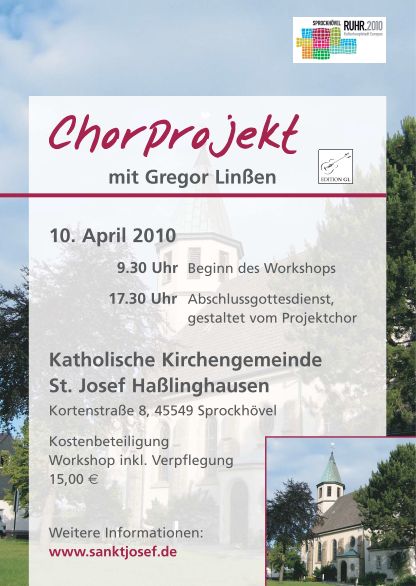 SPROCKHÖVEL RUHR.2010
Kulturhauptstadt Europas
Chorprojekt
mit Gregor Linßen
EDITION GL
10. April 2010
9.30 Uhr Beginn des Workshops
17.30 Uhr Abschlussgottesdienst,
gestaltet vom Projektchor
Katholische Kirchengemeinde
St. Josef Haßlinghausen
Kortenstraße 8, 45549 Sprockhövel
Kostenbeteiligung
Workshop inkl. Verpflegung
15,00 €
Weitere Informationen:
www.sanktjosef.de